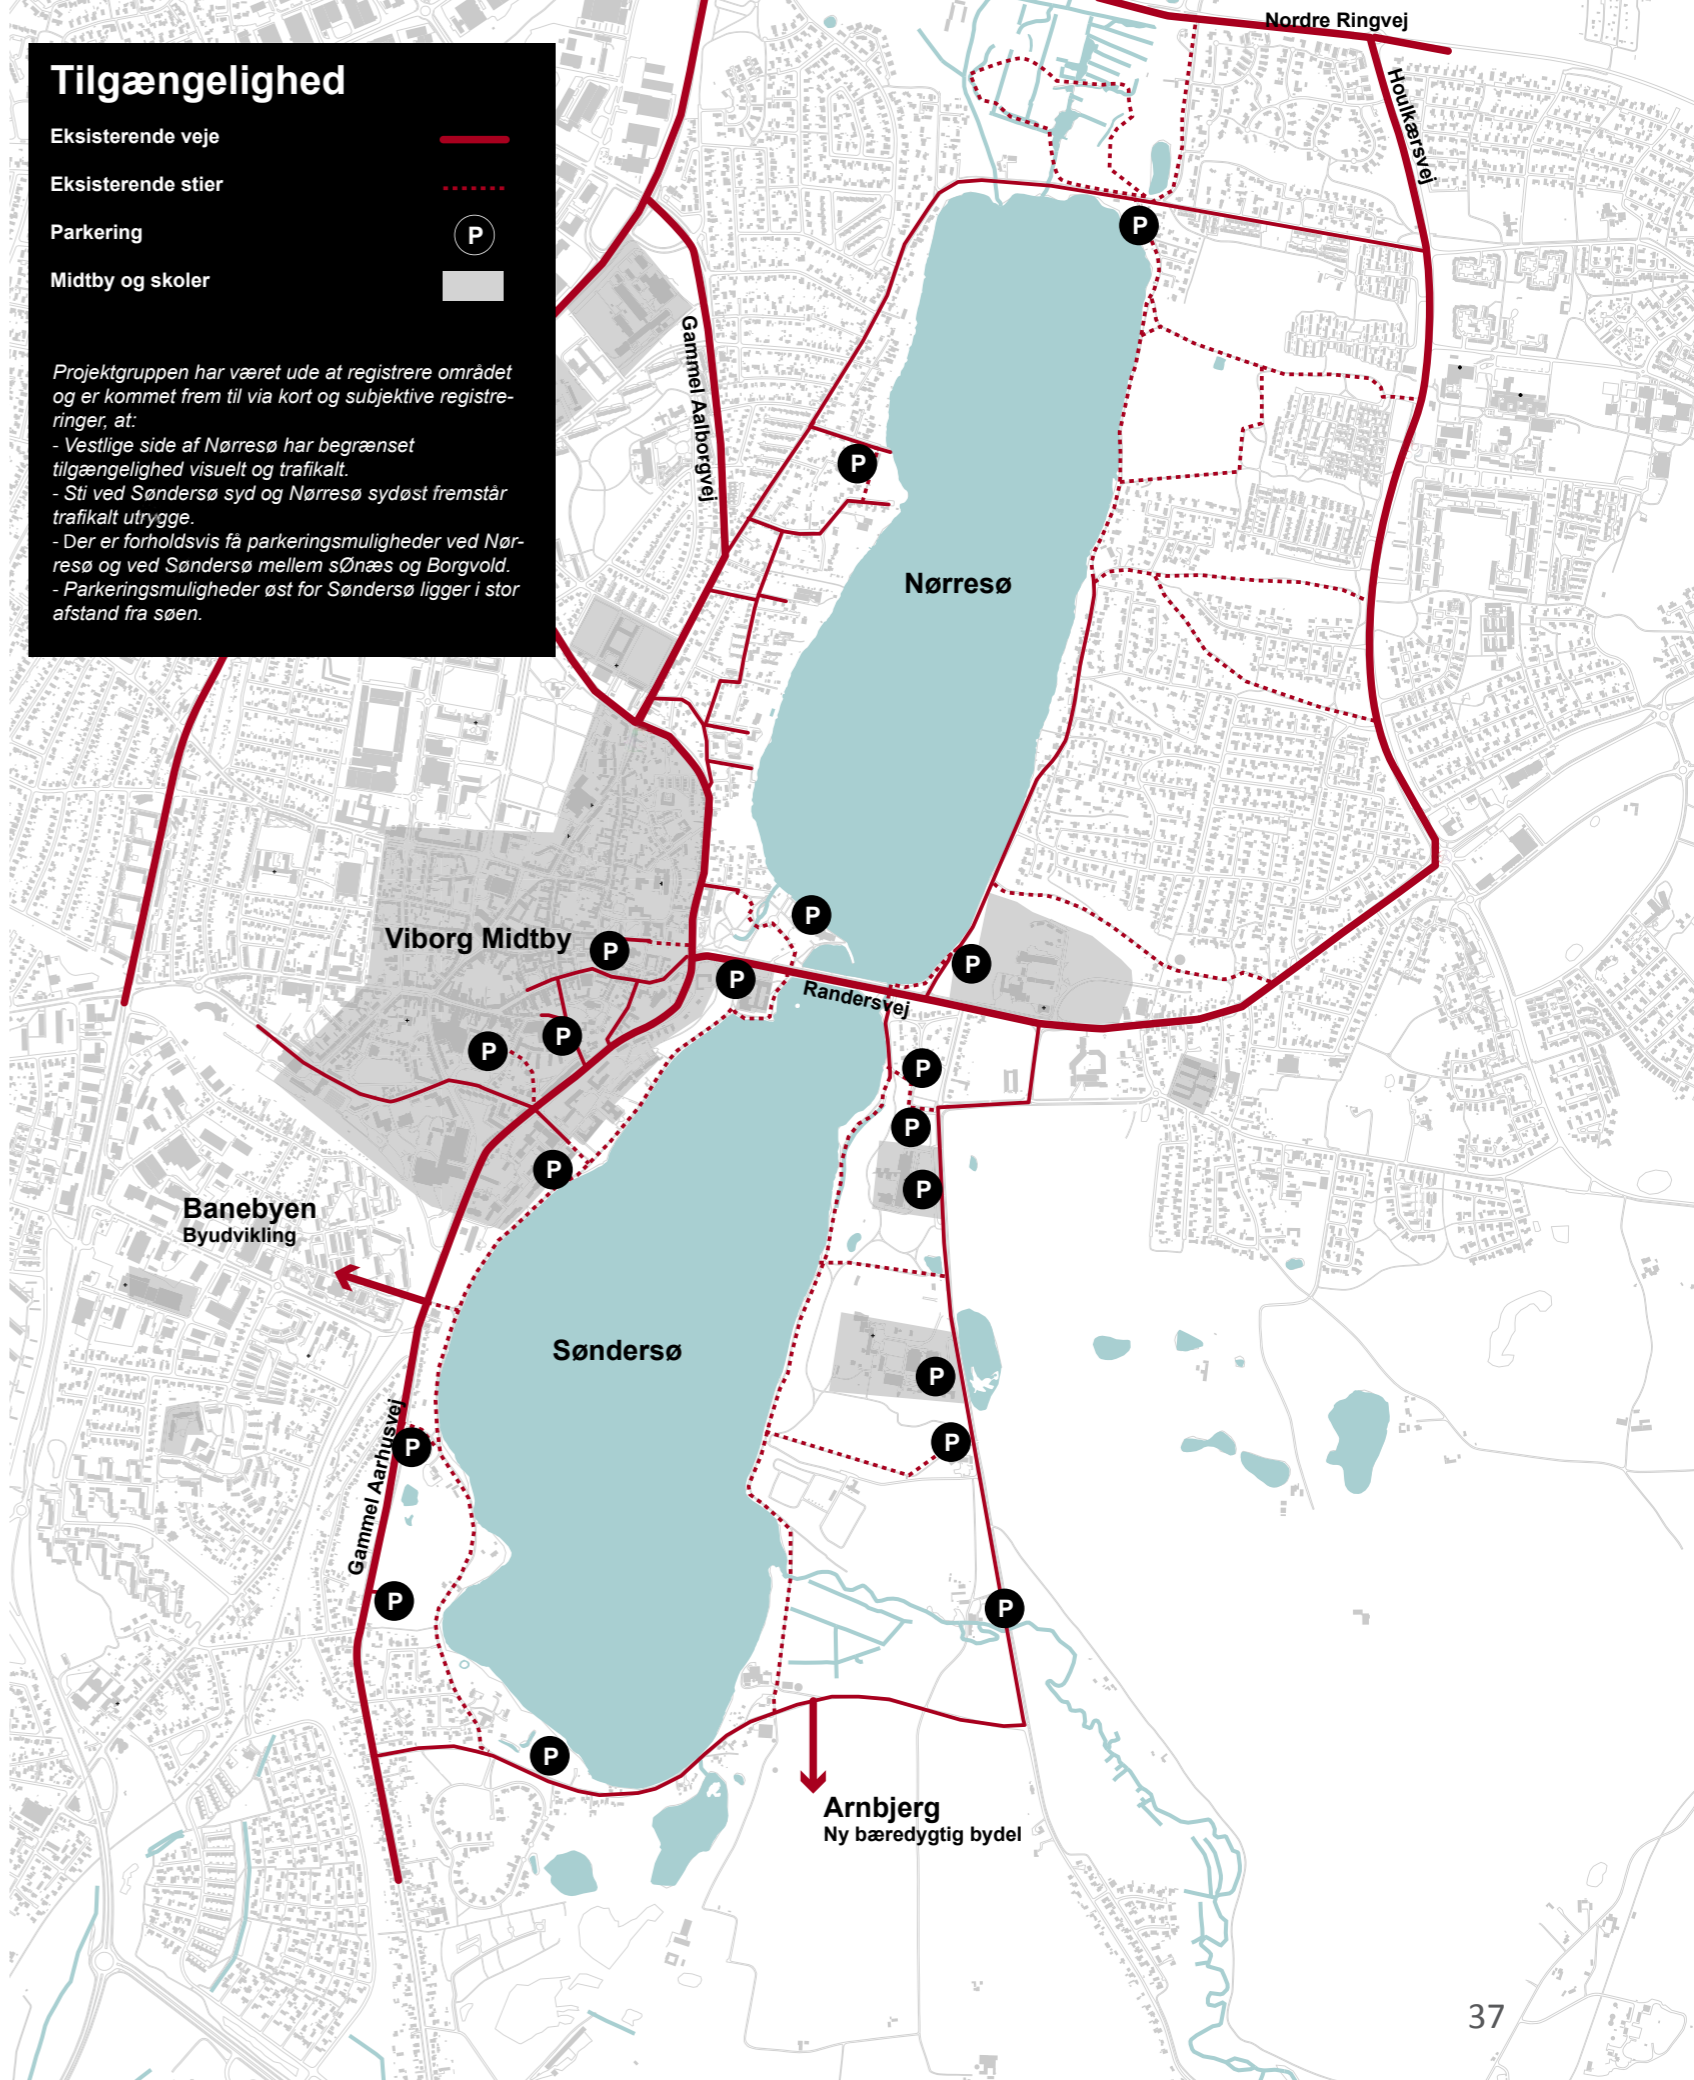 Nordre Ringvej
Houlkærsvej
Tilgængelighed
Eksisterende veje
Eksisterende stier
Parkering
P
Midtby og skoler
Projektgruppen har været ude at registrere området
og er kommet frem til via kort og subjektive registre-
ringer, at:
- Vestlige side af Nørresø har begrænset
tilgængelighed visuelt og trafikalt.
- Sti ved Søndersø syd og Nørresø sydøst fremstår
trafikalt utrygge.
- Der er forholdsvis få parkeringsmuligheder ved Nør-
resø og ved Søndersø mellem sØnæs og Borgvold.
- Parkeringsmuligheder øst for Søndersø ligger i stor
afstand fra søen.
P
Gammel Aalborgvej
P
Nørresø
P
Viborg Midtby
P
P
P
Randersvej
P
P
P
P
P
P
Banebyen
Byudvikling
Søndersø
P
P
Gammel Aarhusvej
P
P
P
P
Arnbjerg
Ny bæredygtig bydel
37